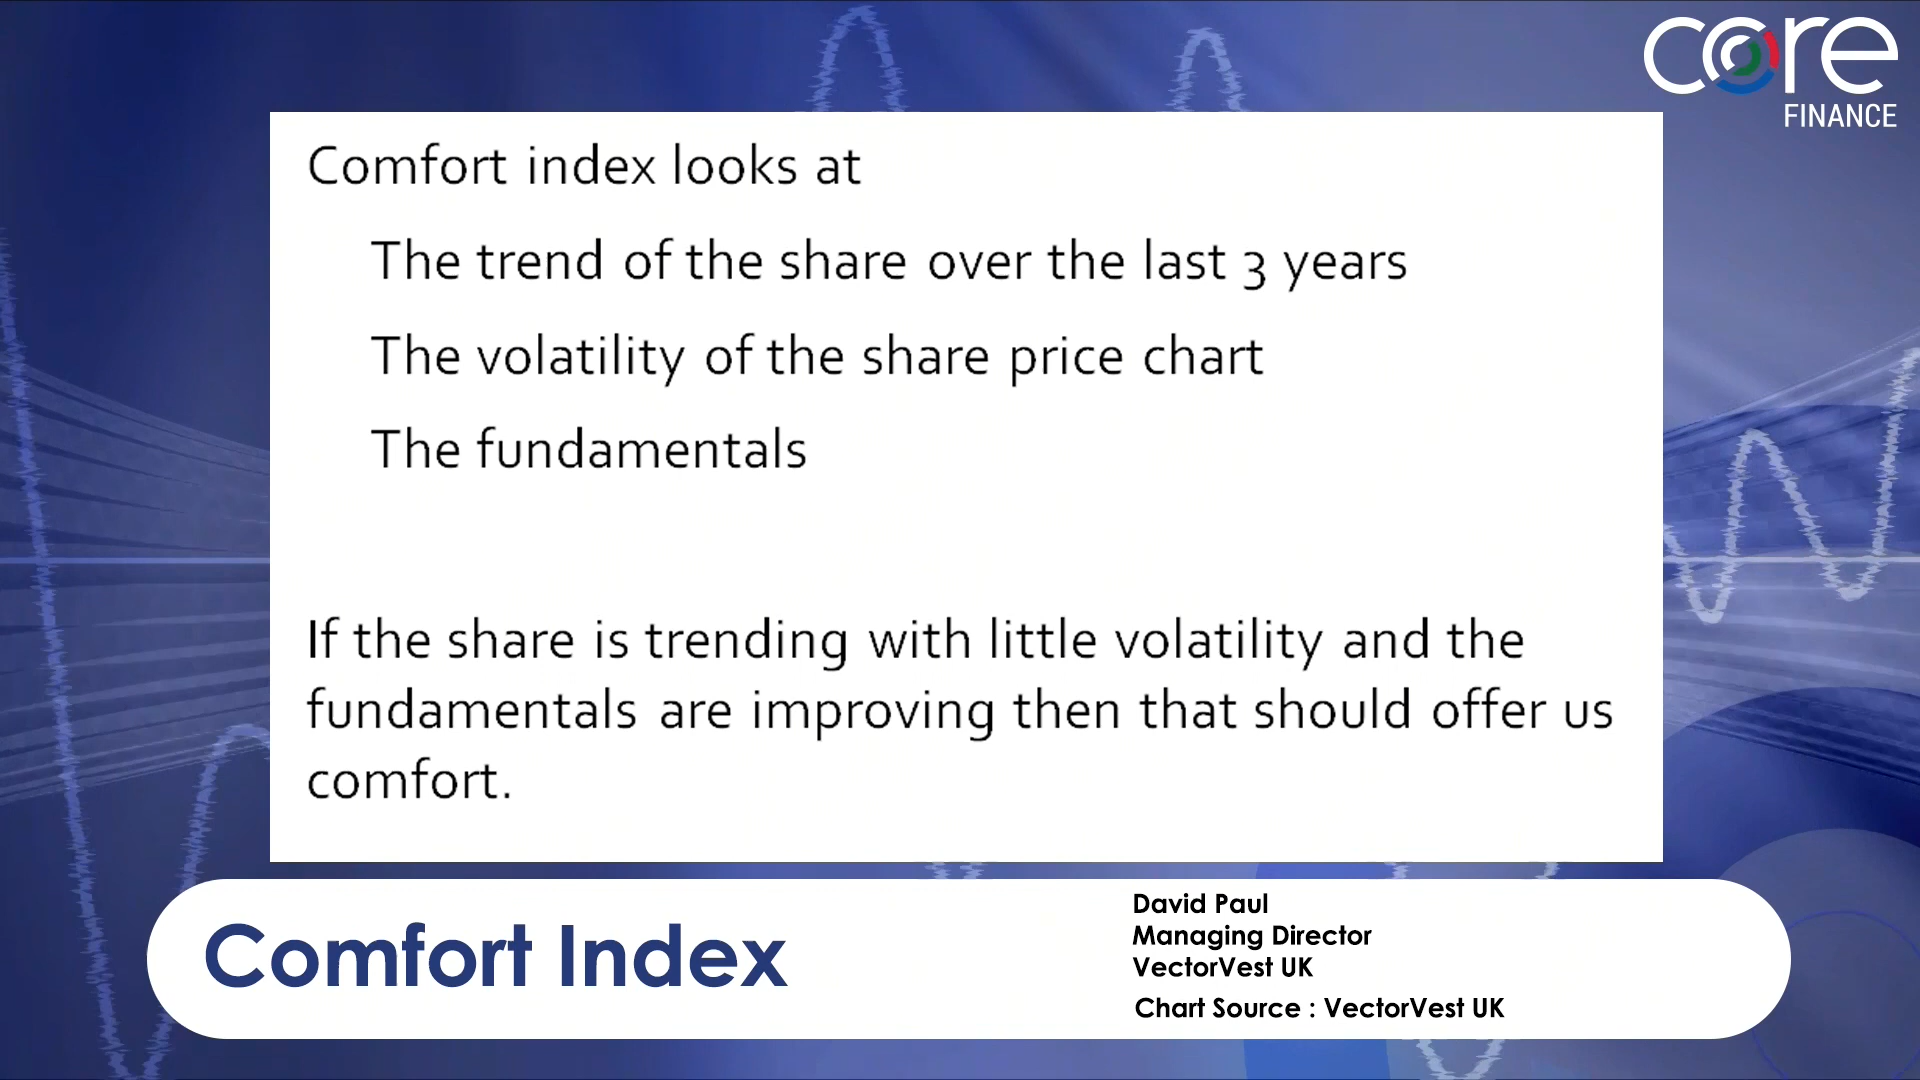 core
FINANCE
Comfort index looks at
The trend of the share over the last 3 years
The volatility of the share price chart
The fundamentals
If the share is trending with little volatility and the
fundamentals are improving then that should offer us
comfort.
Comfort Index
David Paul
Managing Director
VectorVest UK
Chart Source : VectorVest UK